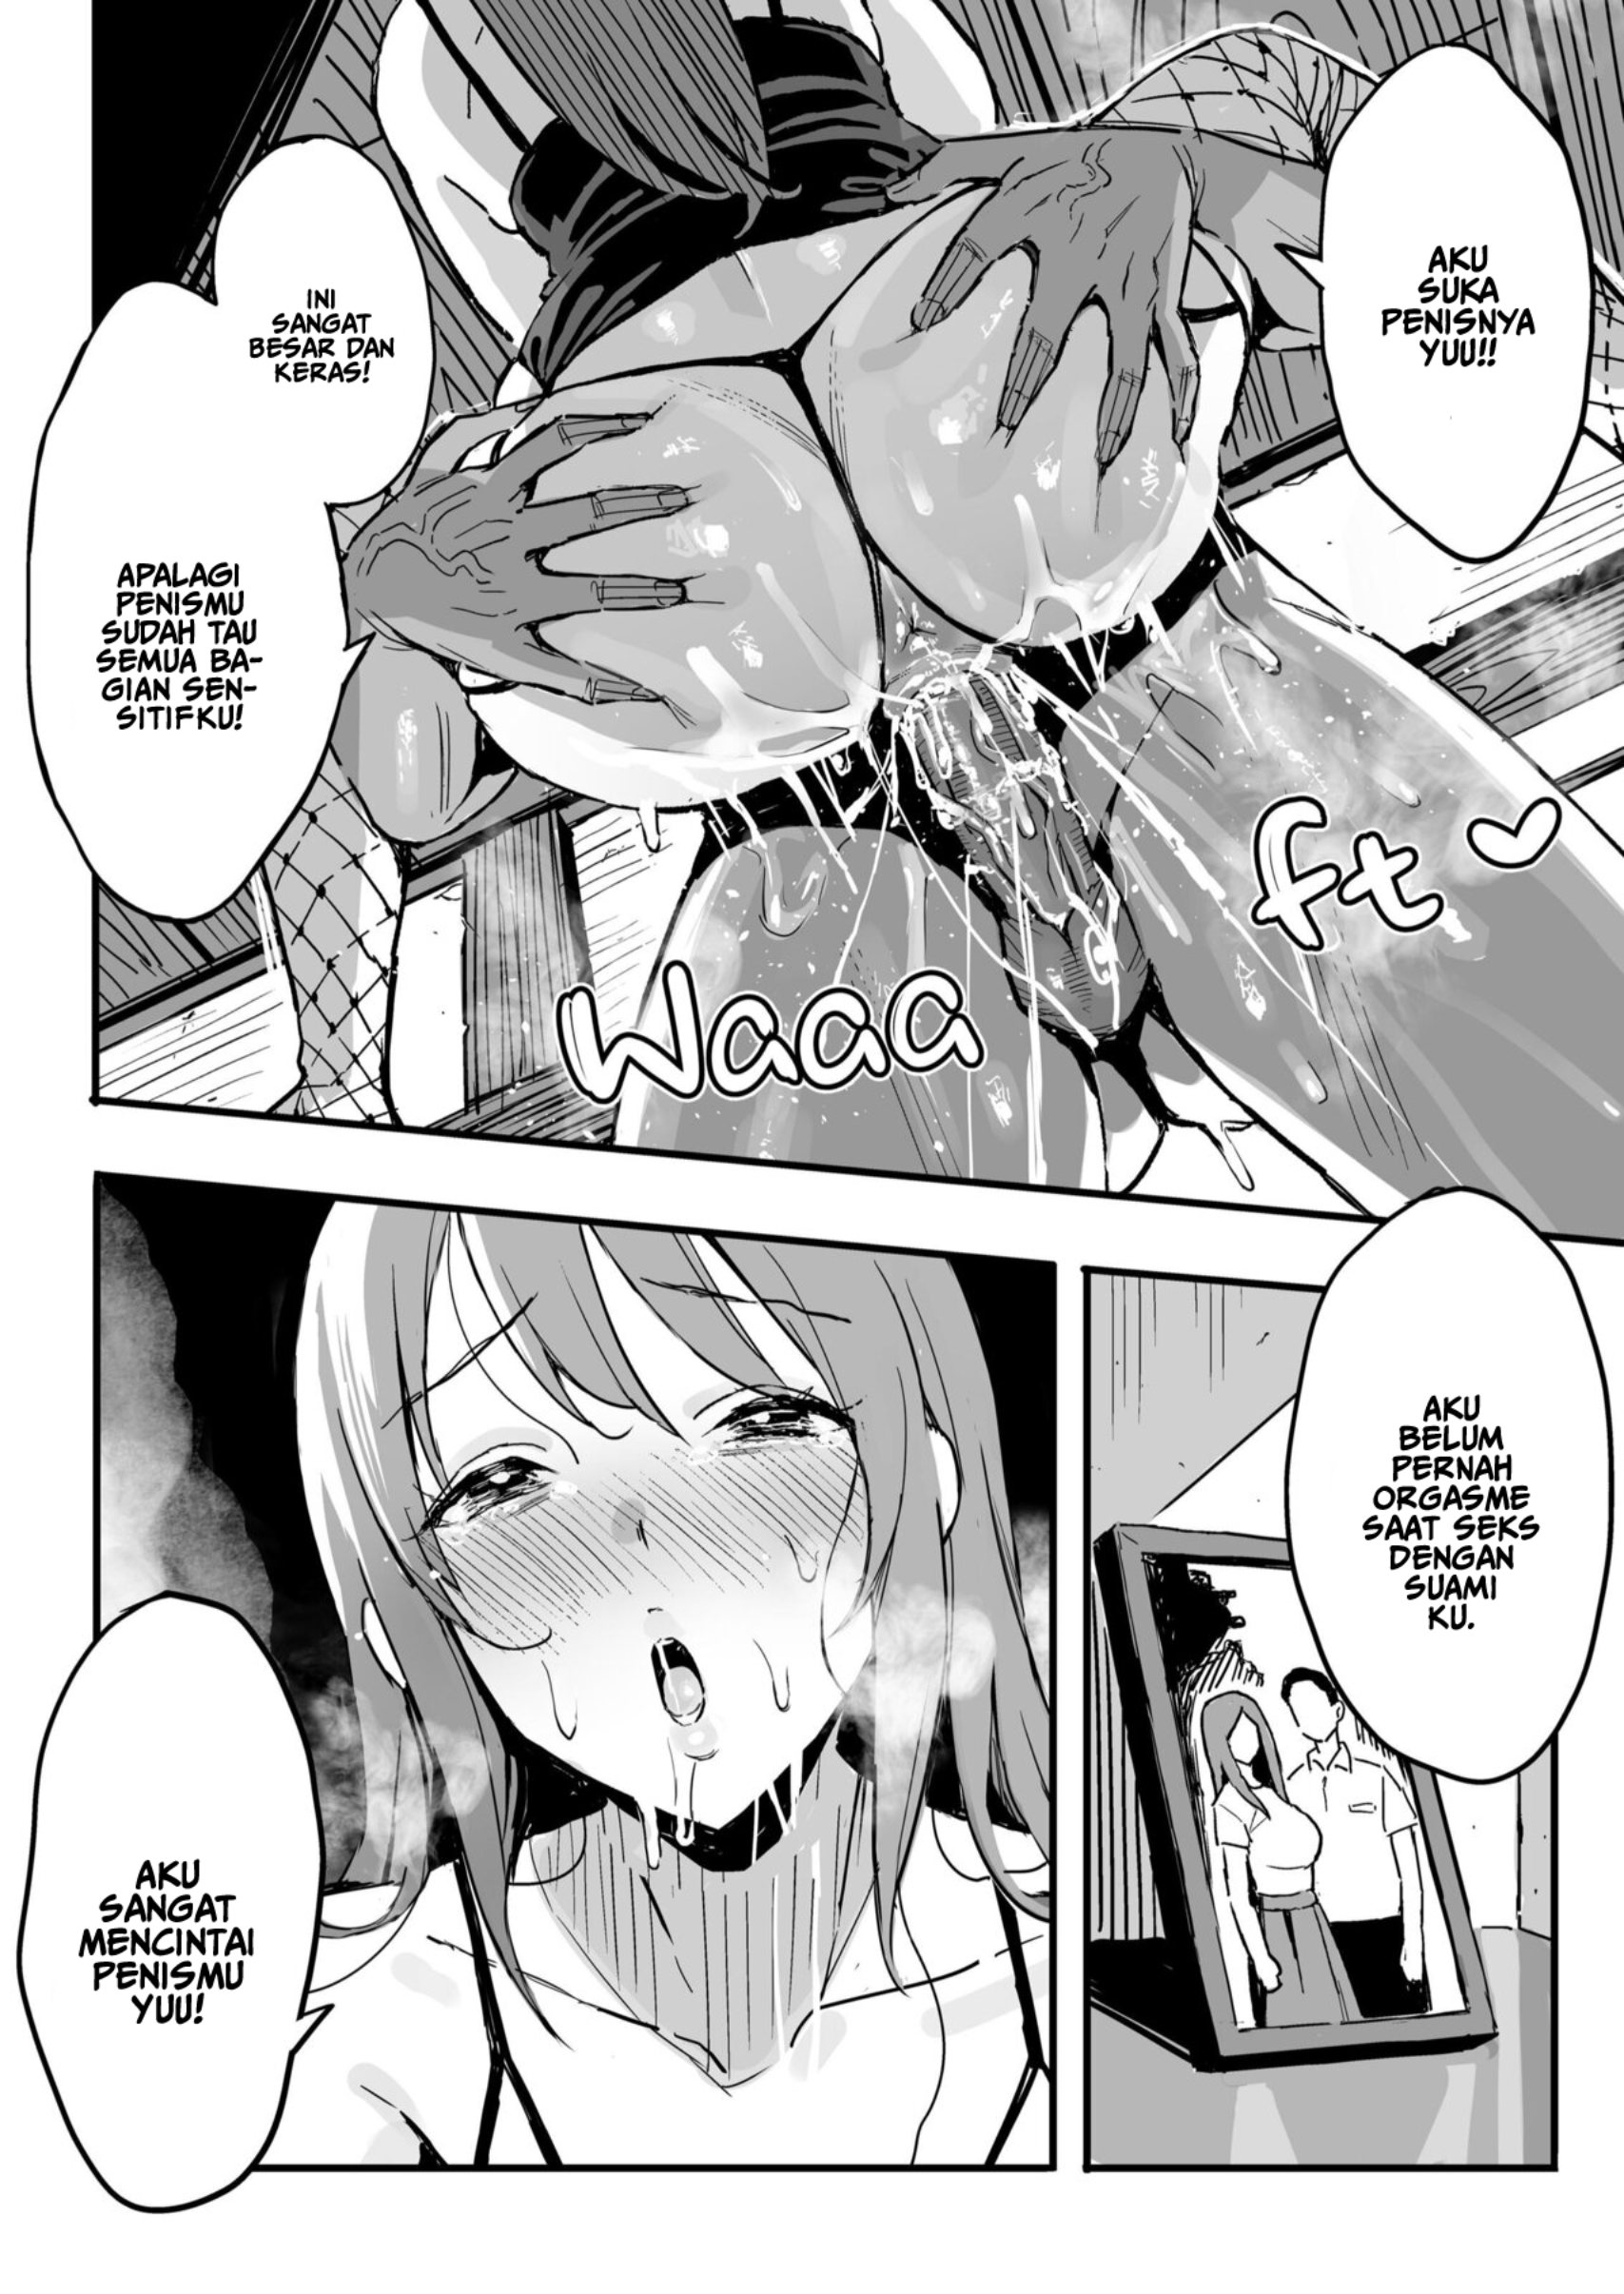 AKU
SUKA
PENISNYA
YUU!!
INI
SANGAT
BESAR DAN
KERAS!
APALAGI
PENISMU
SUDAH TAU
SEMUA BA-
GIAN SEN-
SITIFKU!
ft ♥
Waaa
AKU
BELUM
PERNAH
ORGASME
SAAT SEKS
DENGAN
SUAMI
KU.
AKU
SANGAT
MENCINTAI
PENISMU
YUU!